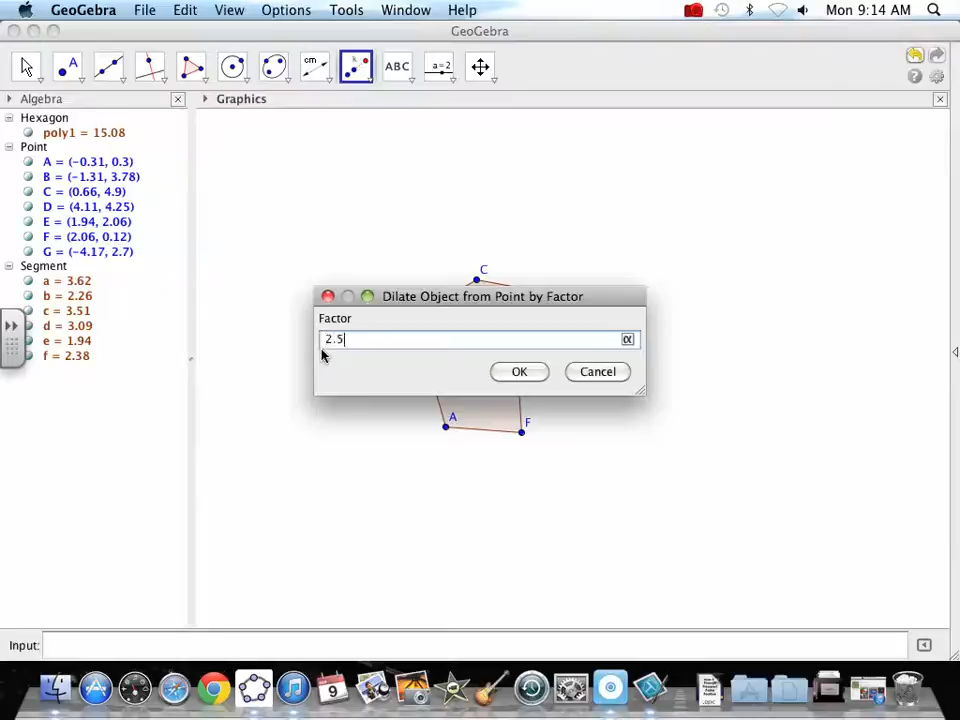 GeoGebra File Edit View Options Tools Window Help Mon 9:14 AM
GeoGebra
A cm k ABC a=2
Algebra Graphics
Hexagon
poly1 = 15.08
Point
A = (-0.31, 0.3)
B = (-1.31, 3.78)
C = (0.66, 4.9)
D = (4.11, 4.25)
E = (1.94, 2.06)
F = (2.06, 0.12)
G = (-4.17, 2.7)
Segment
a = 3.62
b = 2.26
c = 3.51
d = 3.09
e = 1.94
f = 2.38
C
Dilate Object from Point by Factor
Factor
2.5 α
OK Cancel
A F
Input:
9